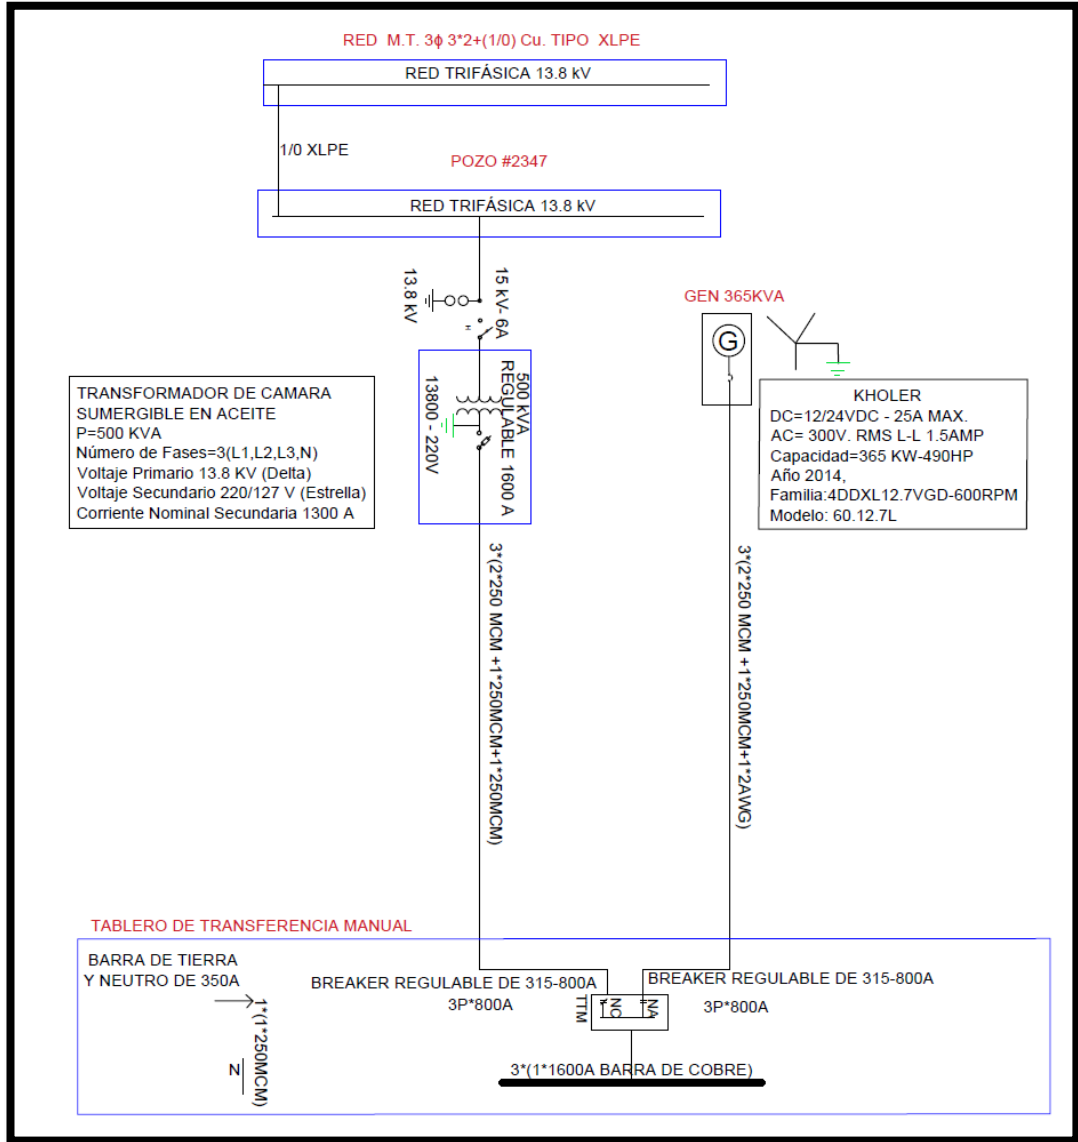 RED M.T. 3ϕ 3*2+(1/0) Cu. TIPO XLPE
RED TRIFÁSICA 13.8 kV
1/0 XLPE
POZO #2347
RED TRIFÁSICA 13.8 kV
13.8 kV
15 kV- 6A
H
500 kVA
REGULABLE 1600 A
13800 - 220V
TRANSFORMADOR DE CAMARA
SUMERGIBLE EN ACEITE
P=500 KVA
Número de Fases=3(L1,L2,L3,N)
Voltaje Primario 13.8 KV (Delta)
Voltaje Secundario 220/127 V (Estrella)
Corriente Nominal Secundaria 1300 A
GEN 365KVA
G
KHOLER
DC=12/24VDC - 25A MAX.
AC= 300V. RMS L-L 1.5AMP
Capacidad=365 KW-490HP
Año 2014,
Familia:4DDXL12.7VGD-600RPM
Modelo: 60.12.7L
3*(2*250 MCM +1*250MCM+1*250MCM)
3*(2*250 MCM +1*250MCM+1*2AWG)
TABLERO DE TRANSFERENCIA MANUAL
BARRA DE TIERRA
Y NEUTRO DE 350A
1*(1*250MCM)
N
BREAKER REGULABLE DE 315-800A
3P*800A
TTM
NC
NA
BREAKER REGULABLE DE 315-800A
3P*800A
3*(1*1600A BARRA DE COBRE)